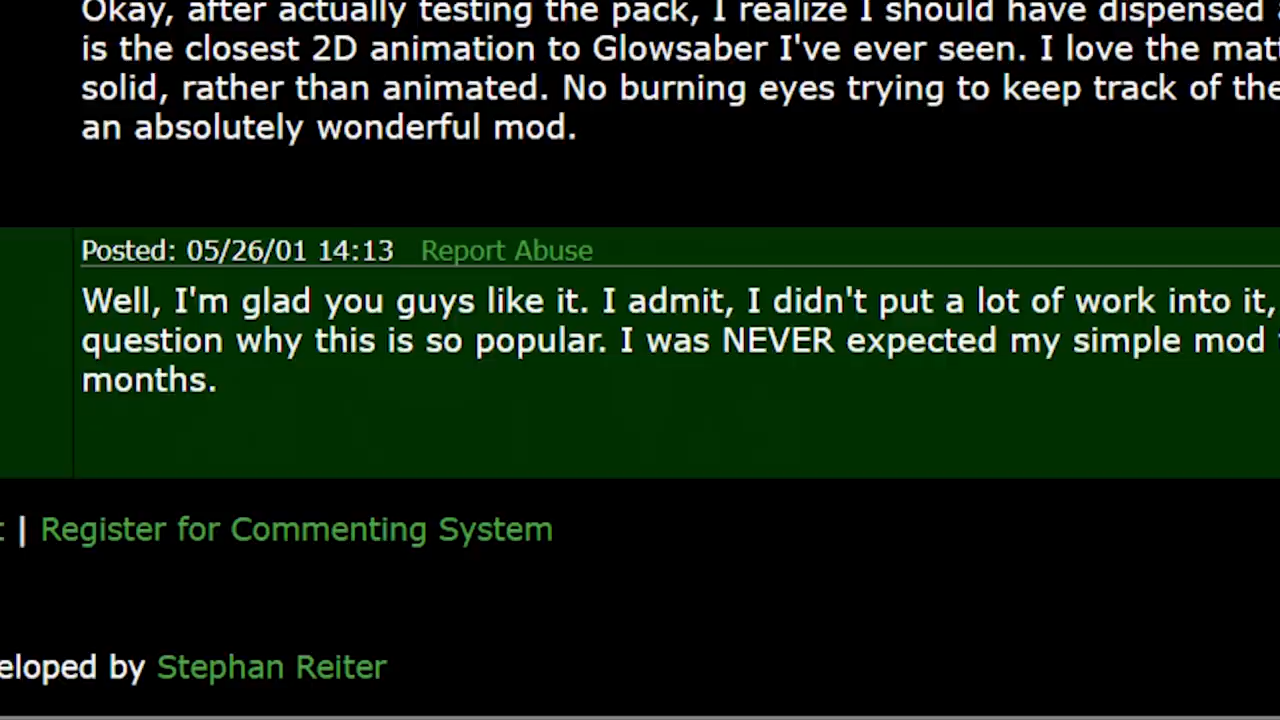 Okay, after actually testing the pack, I realize I should have dispensed
is the closest 2D animation to Glowsaber I've ever seen. I love the
solid, rather than animated. No burning eyes trying to keep track of the
an absolutely wonderful mod.
Posted: 05/26/01 14:13 Report Abuse
Well, I'm glad you guys like it. I admit, I didn't put a lot of work into it,
question why this is so popular. I was NEVER expected my simple mod
months.
| Register for Commenting System
eloped by Stephan Reiter